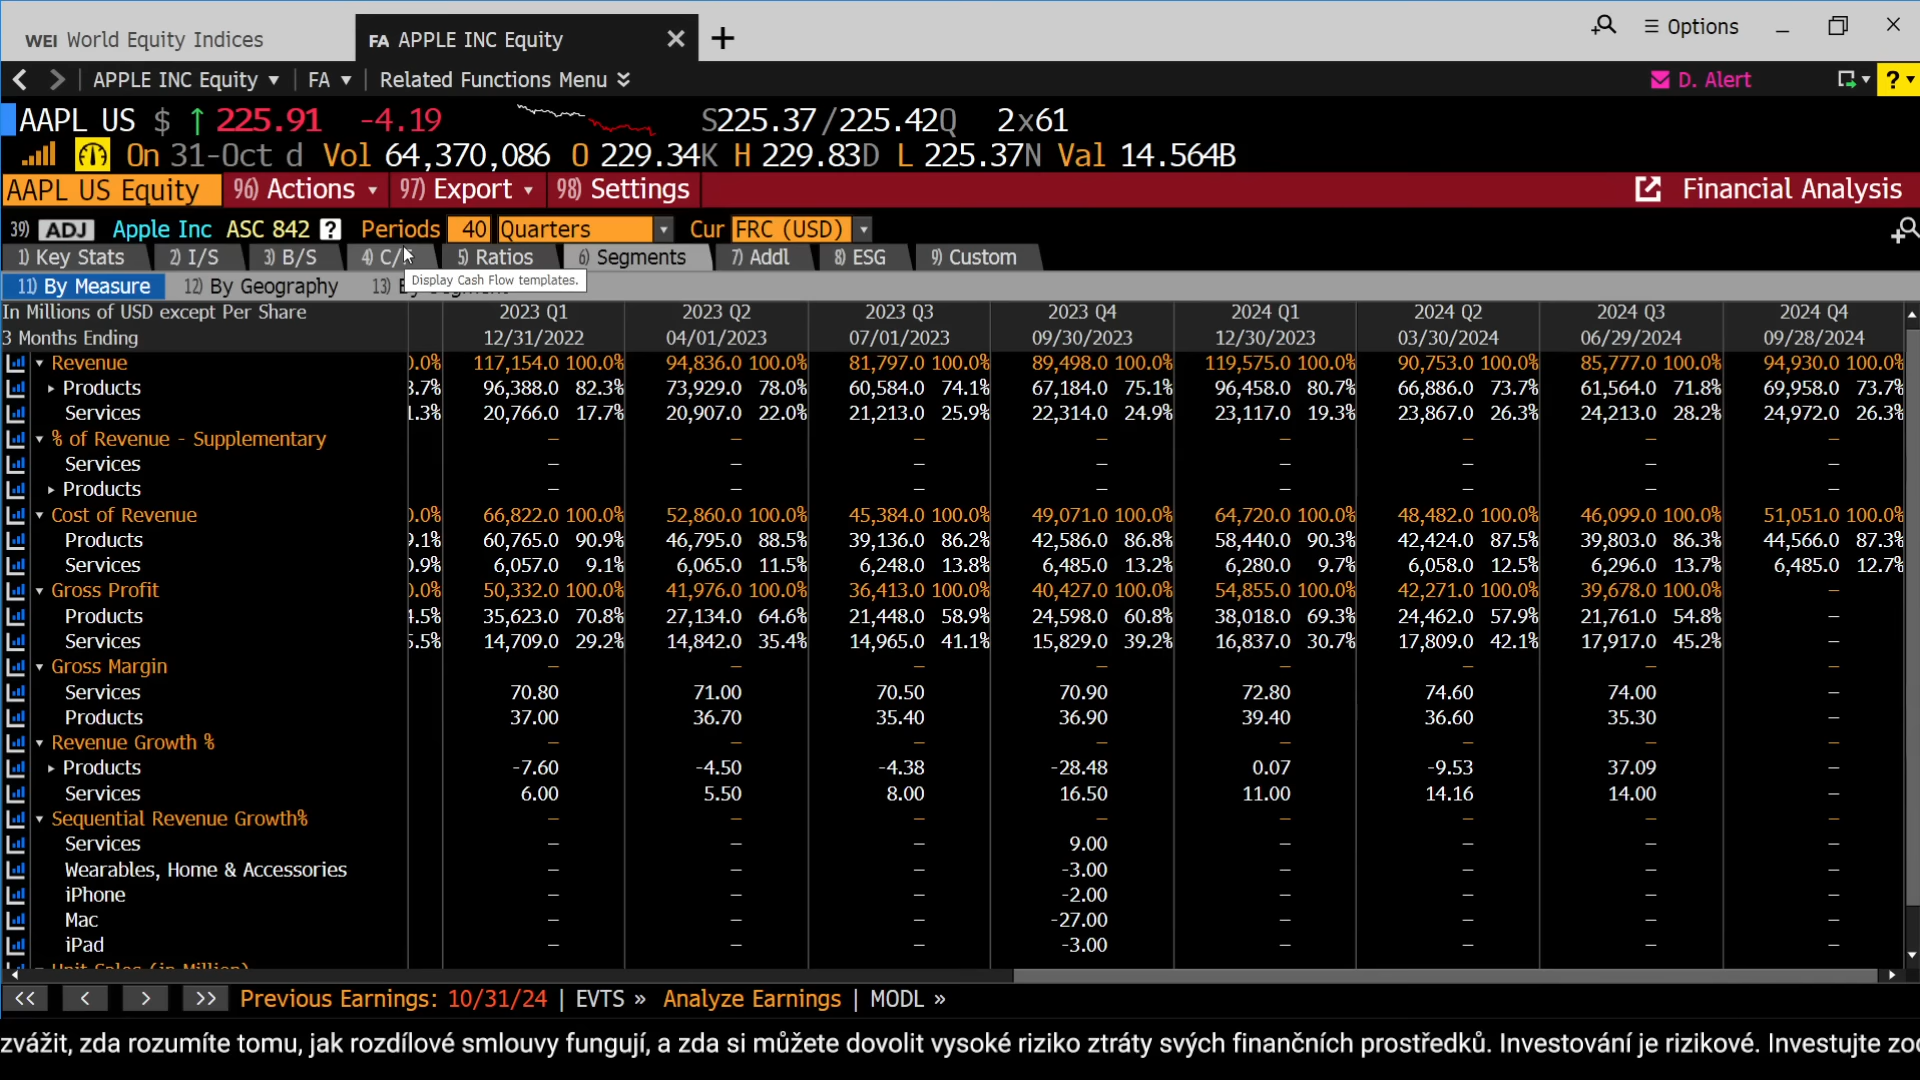 WEI World Equity Indices FA APPLE INC Equity Options
APPLE INC Equity FA Related Functions Menu D. Alert ?
AAPL US $ ↑ 225.91 -4.19 S225.37/225.42Q 2x61
On 31-Oct d Vol 64,370,086 O 229.34K H 229.83D L 225.37N Val 14.564B
AAPL US Equity 96) Actions 97) Export 98) Settings Financial Analysis
39) ADJ Apple Inc ASC 842 ? Periods 40 Quarters Cur FRC (USD)
1) Key Stats 2) I/S 3) B/S 4) C/ 5) Ratios 6) Segments 7) Addl 8) ESG 9) Custom
Display Cash Flow templates.
11) By Measure 12) By Geography 13)
In Millions of USD except Per Share 2023 Q1 2023 Q2 2023 Q3 2023 Q4 2024 Q1 2024 Q2 2024 Q3 2024 Q4
3 Months Ending 12/31/2022 04/01/2023 07/01/2023 09/30/2023 12/30/2023 03/30/2024 06/29/2024 09/28/2024
Revenue 0.0% 117,154.0 100.0% 94,836.0 100.0% 81,797.0 100.0% 89,498.0 100.0% 119,575.0 100.0% 90,753.0 100.0% 85,777.0 100.0% 94,930.0 100.0%
Products 3.7% 96,388.0 82.3% 73,929.0 78.0% 60,584.0 74.1% 67,184.0 75.1% 96,458.0 80.7% 66,886.0 73.7% 61,564.0 71.8% 69,958.0 73.7%
Services 1.3% 20,766.0 17.7% 20,907.0 22.0% 21,213.0 25.9% 22,314.0 24.9% 23,117.0 19.3% 23,867.0 26.3% 24,213.0 28.2% 24,972.0 26.3%
% of Revenue - Supplementary – – – – – – – –
Services – – – – – – – –
Products – – – – – – – –
Cost of Revenue 0.0% 66,822.0 100.0% 52,860.0 100.0% 45,384.0 100.0% 49,071.0 100.0% 64,720.0 100.0% 48,482.0 100.0% 46,099.0 100.0% 51,051.0 100.0%
Products 9.1% 60,765.0 90.9% 46,795.0 88.5% 39,136.0 86.2% 42,586.0 86.8% 58,440.0 90.3% 42,424.0 87.5% 39,803.0 86.3% 44,566.0 87.3%
Services 0.9% 6,057.0 9.1% 6,065.0 11.5% 6,248.0 13.8% 6,485.0 13.2% 6,280.0 9.7% 6,058.0 12.5% 6,296.0 13.7% 6,485.0 12.7%
Gross Profit 0.0% 50,332.0 100.0% 41,976.0 100.0% 36,413.0 100.0% 40,427.0 100.0% 54,855.0 100.0% 42,271.0 100.0% 39,678.0 100.0% –
Products 4.5% 35,623.0 70.8% 27,134.0 64.6% 21,448.0 58.9% 24,598.0 60.8% 38,018.0 69.3% 24,462.0 57.9% 21,761.0 54.8% –
Services 5.5% 14,709.0 29.2% 14,842.0 35.4% 14,965.0 41.1% 15,829.0 39.2% 16,837.0 30.7% 17,809.0 42.1% 17,917.0 45.2% –
Gross Margin – – – – – – – –
Services 70.80 71.00 70.50 70.90 72.80 74.60 74.00 –
Products 37.00 36.70 35.40 36.90 39.40 36.60 35.30 –
Revenue Growth % – – – – – – – –
Products -7.60 -4.50 -4.38 -28.48 0.07 -9.53 37.09 –
Services 6.00 5.50 8.00 16.50 11.00 14.16 14.00 –
Sequential Revenue Growth% – – – – – – – –
Services – – – 9.00 – – – –
Wearables, Home & Accessories – – – -3.00 – – – –
iPhone – – – -2.00 – – – –
Mac – – – -27.00 – – – –
iPad – – – -3.00 – – – –
Unit Sales (in Million)
<< < > >> Previous Earnings: 10/31/24 | EVTS » Analyze Earnings | MODL »
zvážit, zda rozumíte tomu, jak rozdílové smlouvy fungují, a zda si můžete dovolit vysoké riziko ztráty svých finančních prostředků. Investování je rizikové. Investujte